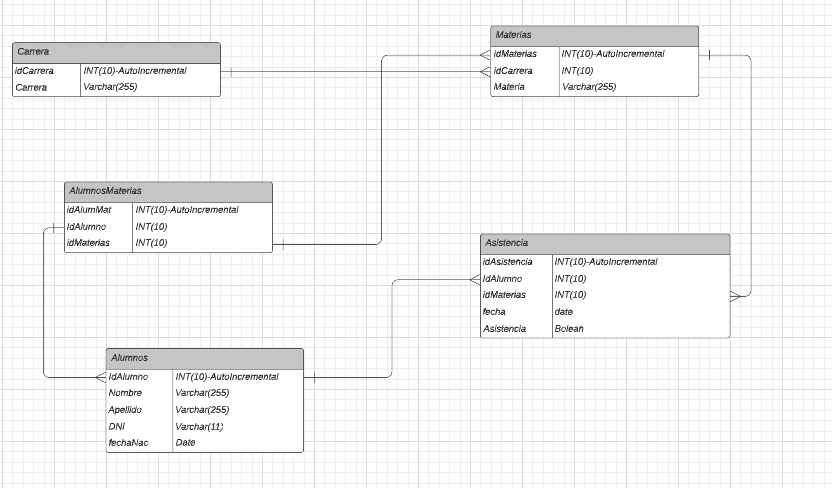 Carrera
idCarrera INT(10)-AutoIncremental
Carrera Varchar(255)
Materias
idMaterias INT(10)-AutoIncremental
idCarrera INT(10)
Materia Varchar(255)
AlumnosMaterias
idAlumMat INT(10)-AutoIncremental
IdAlumno INT(10)
idMaterias INT(10)
Asistencia
idAsistencia INT(10)-AutoIncremental
IdAlumno INT(10)
idMaterias INT(10)
fecha date
Asistencia Bolean
Alumnos
IdAlumno INT(10)-AutoIncremental
Nombre Varchar(255)
Apellido Varchar(255)
DNI Varchar(11)
fechaNac Date